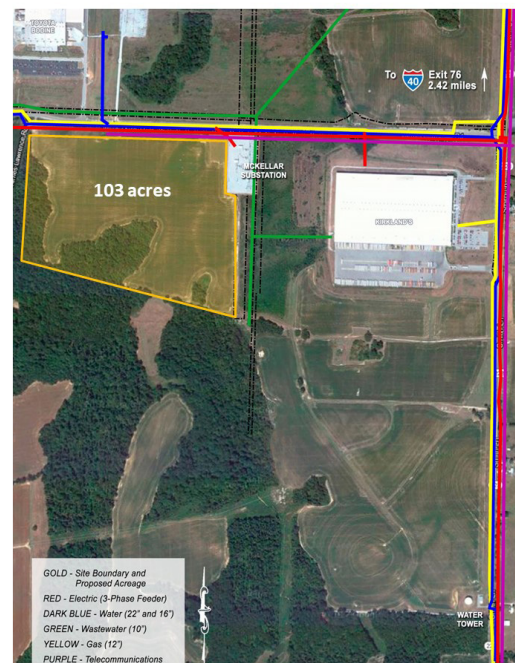 TOYOTA
BODINE
To 40 Exit 76
2.42 miles
103 acres
MCKELLAR
SUBSTATION
KIRKLAND'S
WATER
TOWER
GOLD - Site Boundary and
Proposed Acreage
RED - Electric (3-Phase Feeder)
DARK BLUE - Water (22" and 16")
GREEN - Wastewater (10")
YELLOW - Gas (12")
PURPLE - Telecommunications